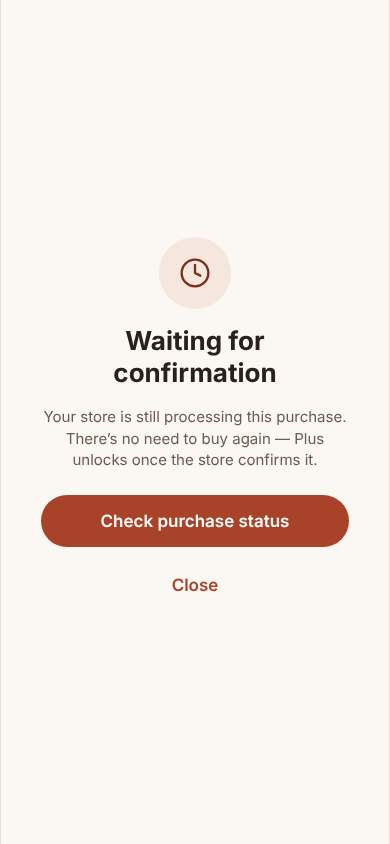 Waiting for
confirmation
Your store is still processing this purchase.
There’s no need to buy again — Plus
unlocks once the store confirms it.
Check purchase status
Close